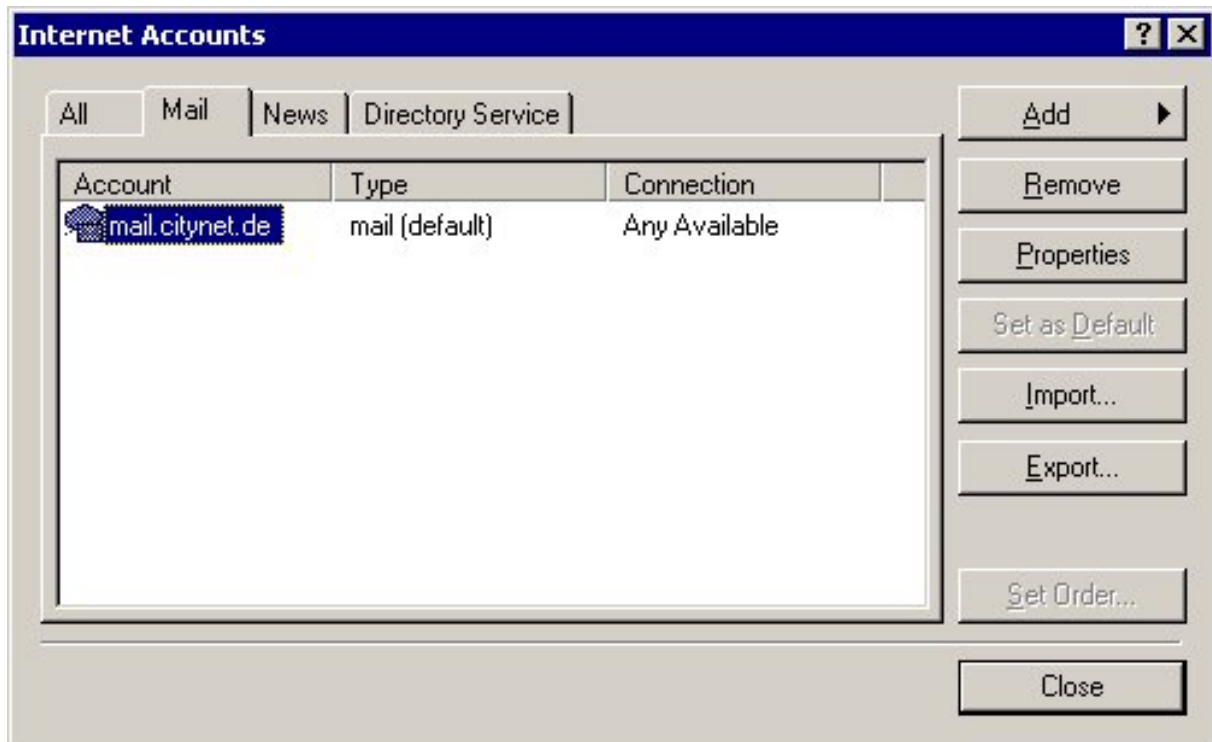 Internet Accounts
All Mail News Directory Service
Account Type Connection
mail.citynet.de mail (default) Any Available
Add
Remove
Properties
Set as Default
Import...
Export...
Set Order...
Close